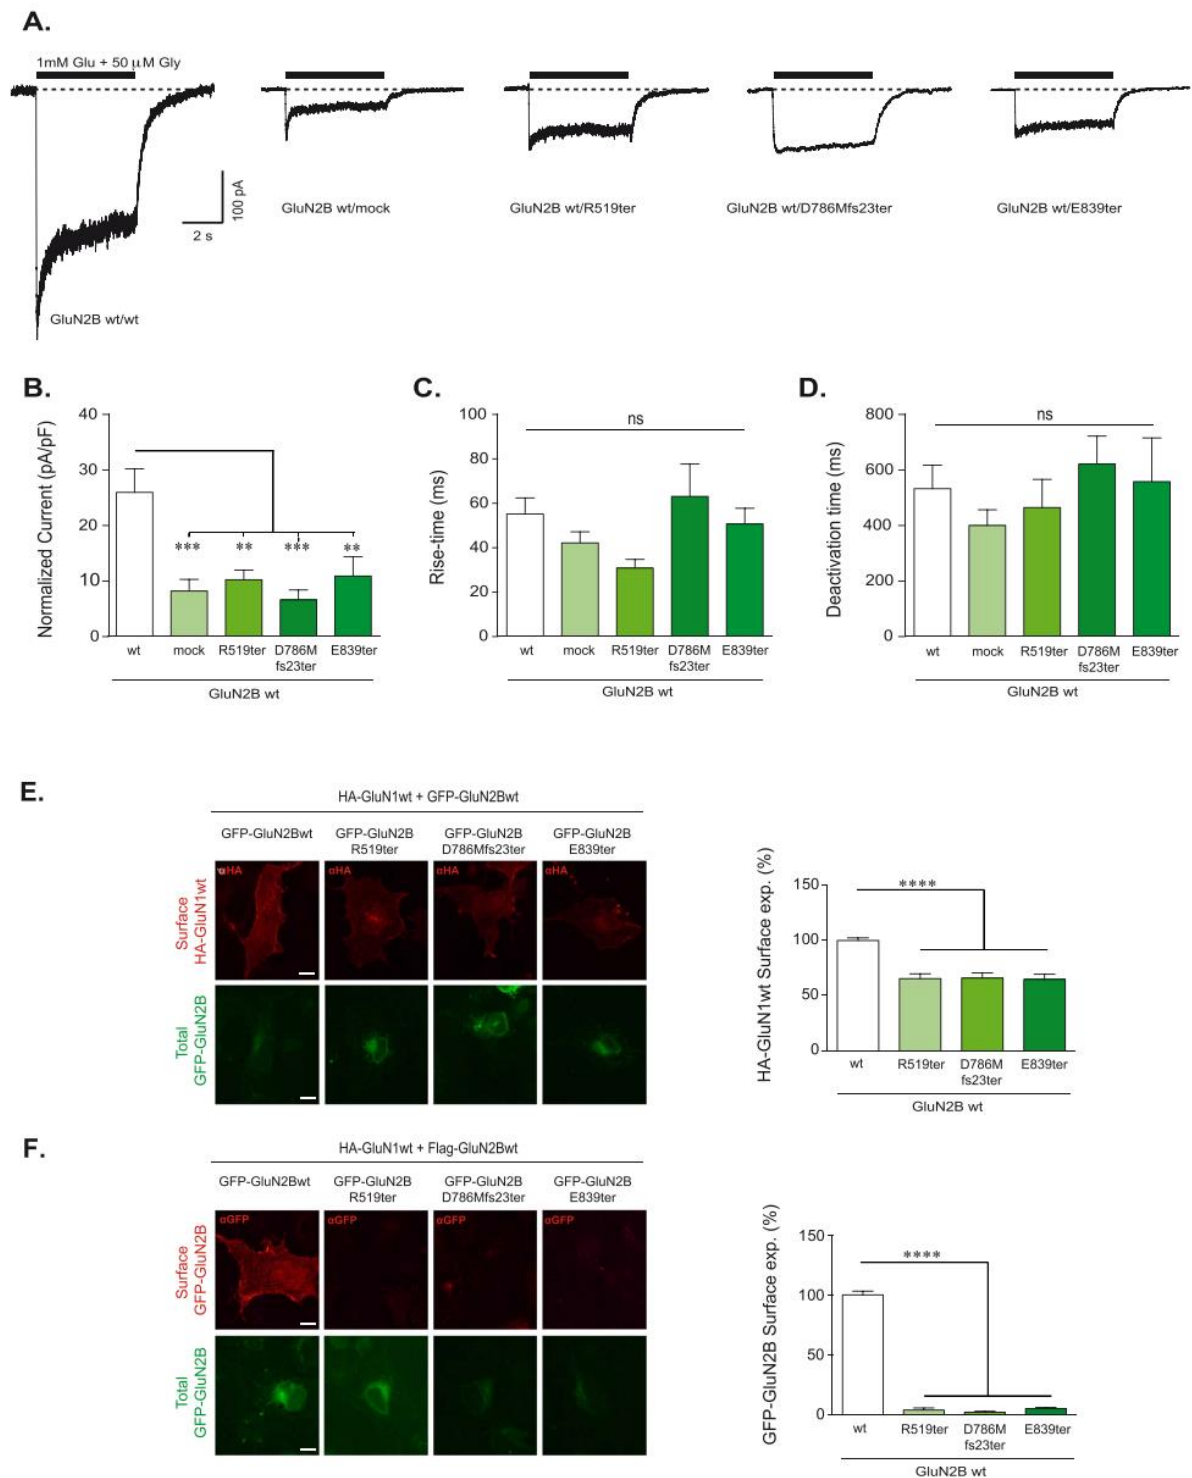 A.
1mM Glu + 50 μM Gly
100 pA
2 s
GluN2B wt/wt
GluN2B wt/mock
GluN2B wt/R519ter
GluN2B wt/D786Mfs23ter
GluN2B wt/E839ter
B.
Normalized Current (pA/pF)
40
30
20
10
0
***
**
***
**
wt
mock
R519ter
D786M
fs23ter
E839ter
GluN2B wt
C.
Rise-time (ms)
100
80
60
40
20
0
ns
wt
mock
R519ter
D786M
fs23ter
E839ter
GluN2B wt
D.
Deactivation time (ms)
800
600
400
200
0
ns
wt
mock
R519ter
D786M
fs23ter
E839ter
GluN2B wt
E.
HA-GluN1wt + GFP-GluN2Bwt
GFP-GluN2Bwt
GFP-GluN2B
R519ter
GFP-GluN2B
D786Mfs23ter
GFP-GluN2B
E839ter
Surface
HA-GluN1wt
αHA
αHA
αHA
αHA
Total
GFP-GluN2B
HA-GluN1wt Surface exp. (%)
150
100
50
0
****
wt
R519ter
D786M
fs23ter
E839ter
GluN2B wt
F.
HA-GluN1wt + Flag-GluN2Bwt
GFP-GluN2Bwt
GFP-GluN2B
R519ter
GFP-GluN2B
D786Mfs23ter
GFP-GluN2B
E839ter
Surface
GFP-GluN2B
αGFP
αGFP
αGFP
αGFP
Total
GFP-GluN2B
GFP-GluN2B Surface exp. (%)
150
100
50
0
****
wt
R519ter
D786M
fs23ter
E839ter
GluN2B wt